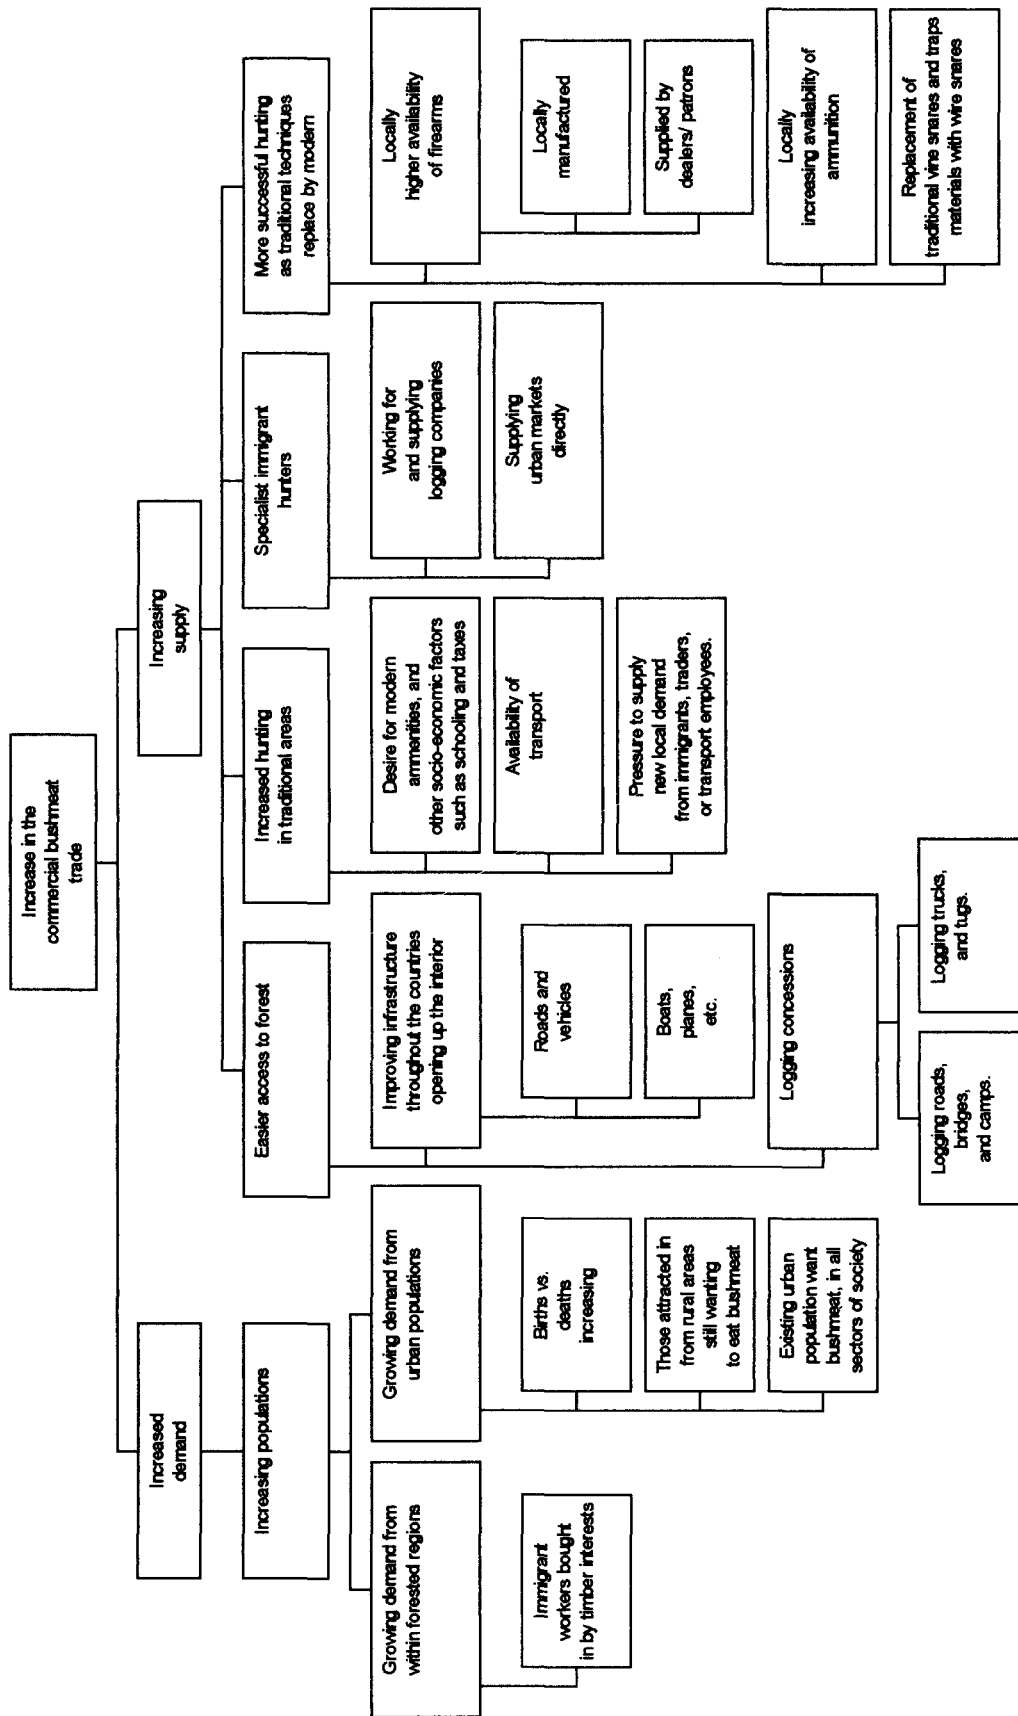 Increase in the
commercial bushmeat
trade
Increased
demand
Increasing populations
Growing demand from
within forested regions
Immigrant
workers bought
in by timber interests
Growing demand from
urban populations
Births vs.
deaths
increasing
Those attracted in
from rural areas
still wanting
to eat bushmeat
Existing urban
population want
bushmeat, in all
sectors of society
Increasing
supply
Easier access to forest
Improving infrastructure
throughout the countries
opening up the interior
Roads and
vehicles
Boats,
planes,
etc.
Logging concessions
Logging roads,
bridges,
and camps.
Logging trucks,
and tugs.
Increased hunting
in traditional areas
Desire for modern
ammenities, and
other socio-economic factors
such as schooling and taxes
Availability of
transport
Pressure to supply
new local demand
from immigrants, traders,
or transport employees.
Specialist immigrant
hunters
Working for
and supplying
logging companies
Supplying
urban markets
directly
More successful hunting
as traditional techniques
replace by modern
Locally
higher availability
of firearms
Locally
manufactured
Supplied by
dealers/ patrons
Locally
increasing availability of
ammunition
Replacement of
traditional vine snares and traps
materials with wire snares